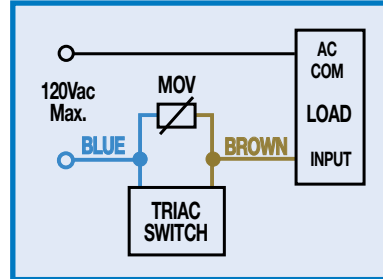 120Vac
Max.
BLUE
MOV
BROWN
TRIAC
SWITCH
AC
COM
LOAD
INPUT